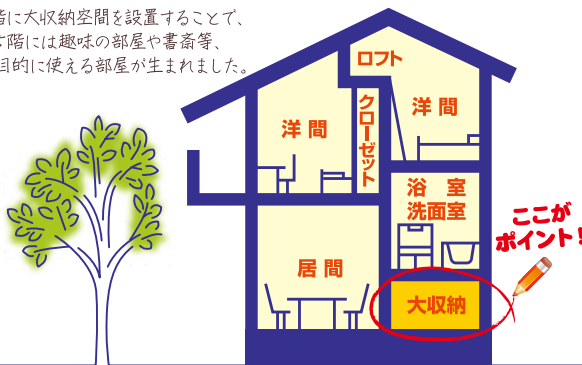 階に大収納空間を設置することで、
階には趣味の部屋や書斎等、
目的に使える部屋が生まれました。
ロフト
洋間
クローゼット
洋間
浴室
洗面室
居間
大収納
ここが
ポイント!